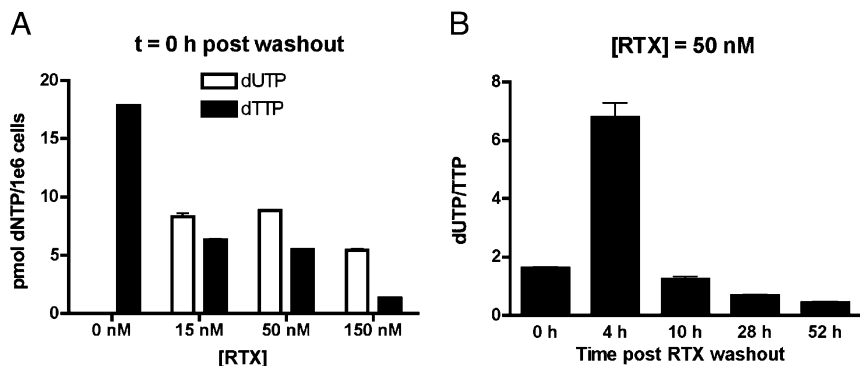 A
t = 0 h post washout
dUTP
dTTP
pmol dNTP/1e6 cells
20
15
10
5
0
0 nM 15 nM 50 nM 150 nM
[RTX]
B
[RTX] = 50 nM
dUTP/TTP
8
6
4
2
0
0 h 4 h 10 h 28 h 52 h
Time post RTX washout